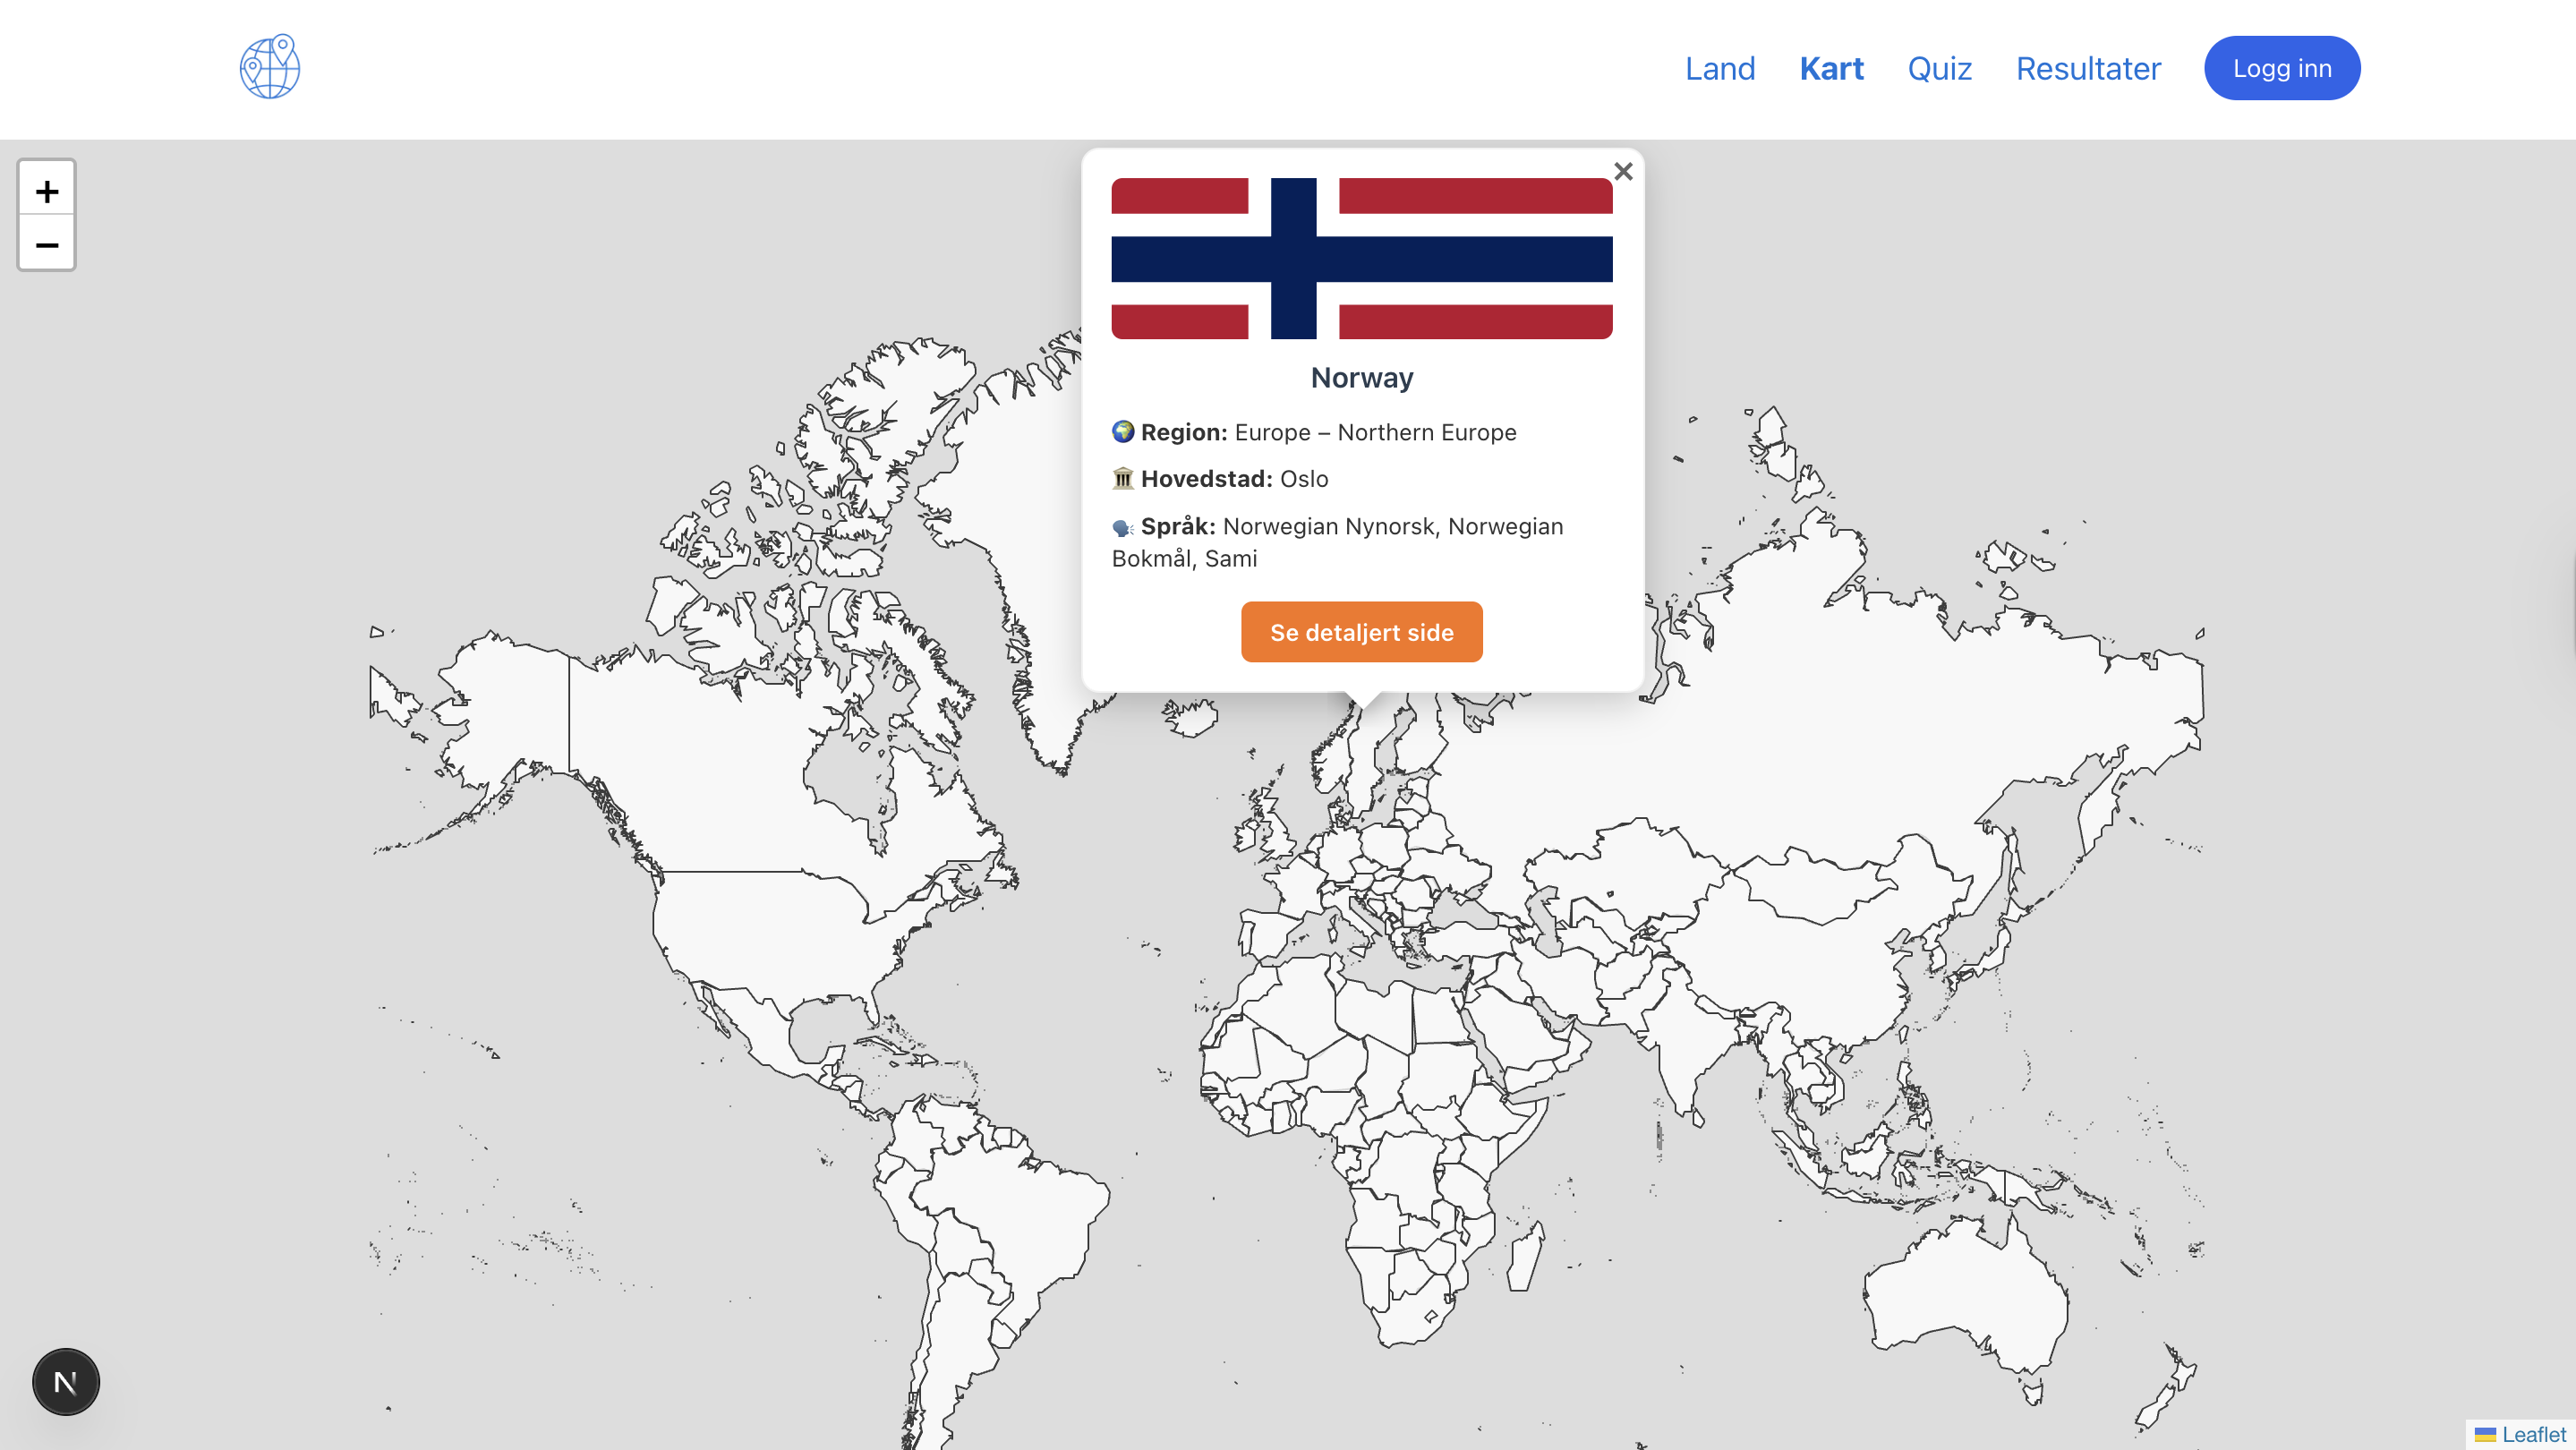 Land Kart Quiz Resultater Logg inn
+
−
×
Norway
🌍 Region: Europe – Northern Europe
🏛️ Hovedstad: Oslo
🗣️ Språk: Norwegian Nynorsk, Norwegian
Bokmål, Sami
Se detaljert side
N
Leaflet